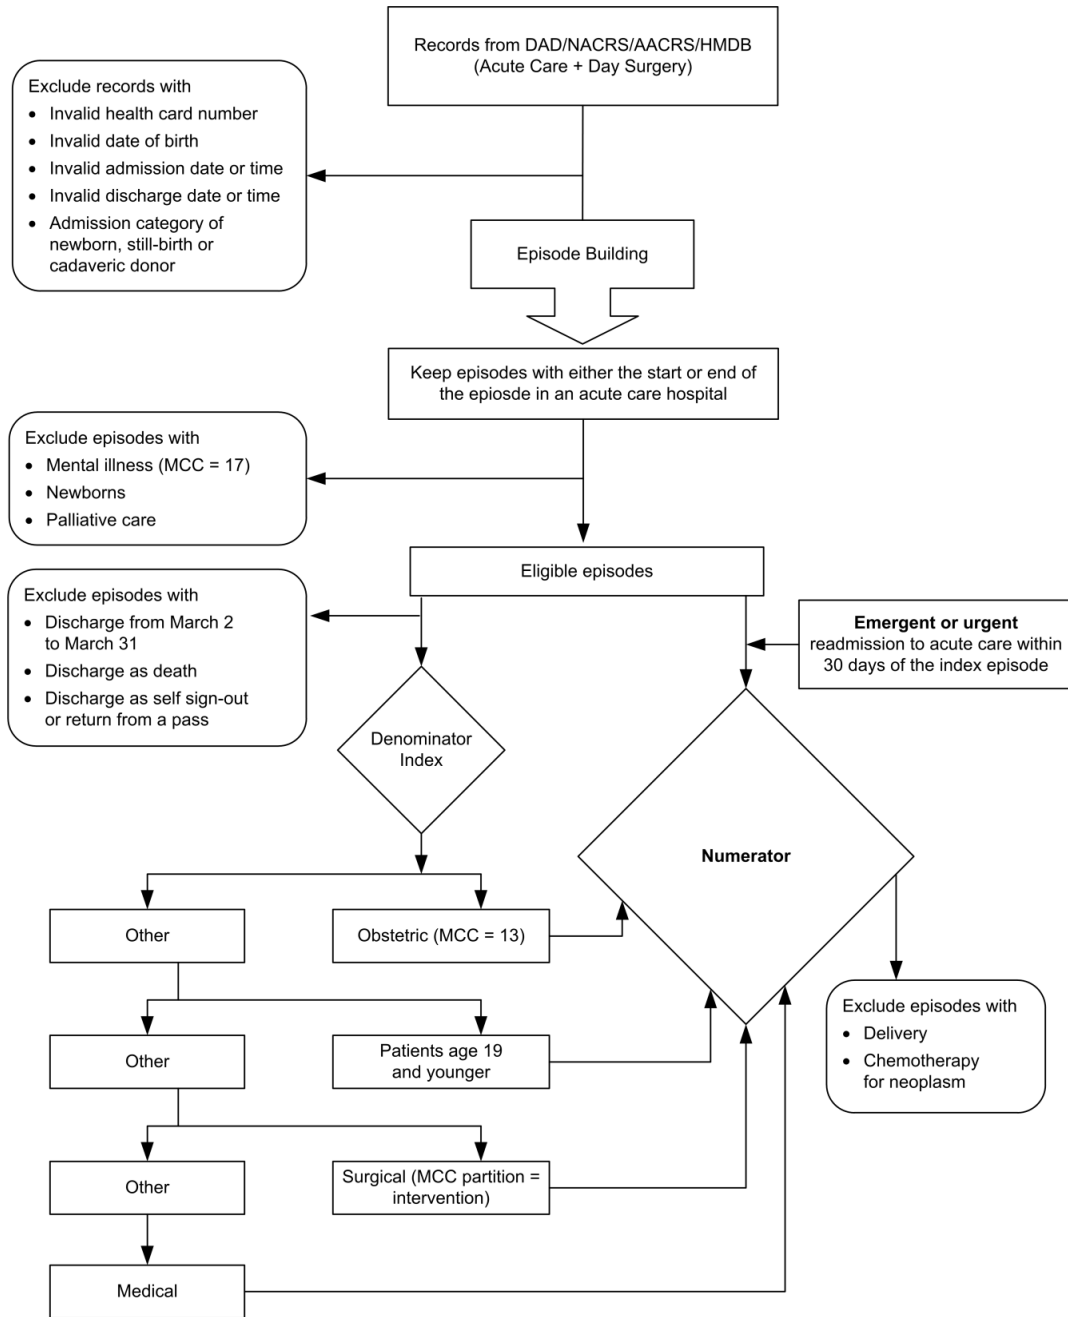 Records from DAD/NACRS/AACRS/HMDB
(Acute Care + Day Surgery)
Exclude records with
• Invalid health card number
• Invalid date of birth
• Invalid admission date or time
• Invalid discharge date or time
• Admission category of
newborn, still-birth or
cadaveric donor
Episode Building
Keep episodes with either the start or end of
the epiosde in an acute care hospital
Exclude episodes with
• Mental illness (MCC = 17)
• Newborns
• Palliative care
Eligible episodes
Exclude episodes with
• Discharge from March 2
to March 31
• Discharge as death
• Discharge as self sign-out
or return from a pass
Emergent or urgent
readmission to acute care within
30 days of the index episode
Denominator
Index
Numerator
Other
Obstetric (MCC = 13)
Exclude episodes with
• Delivery
• Chemotherapy
for neoplasm
Other
Patients age 19
and younger
Other
Surgical (MCC partition =
intervention)
Medical